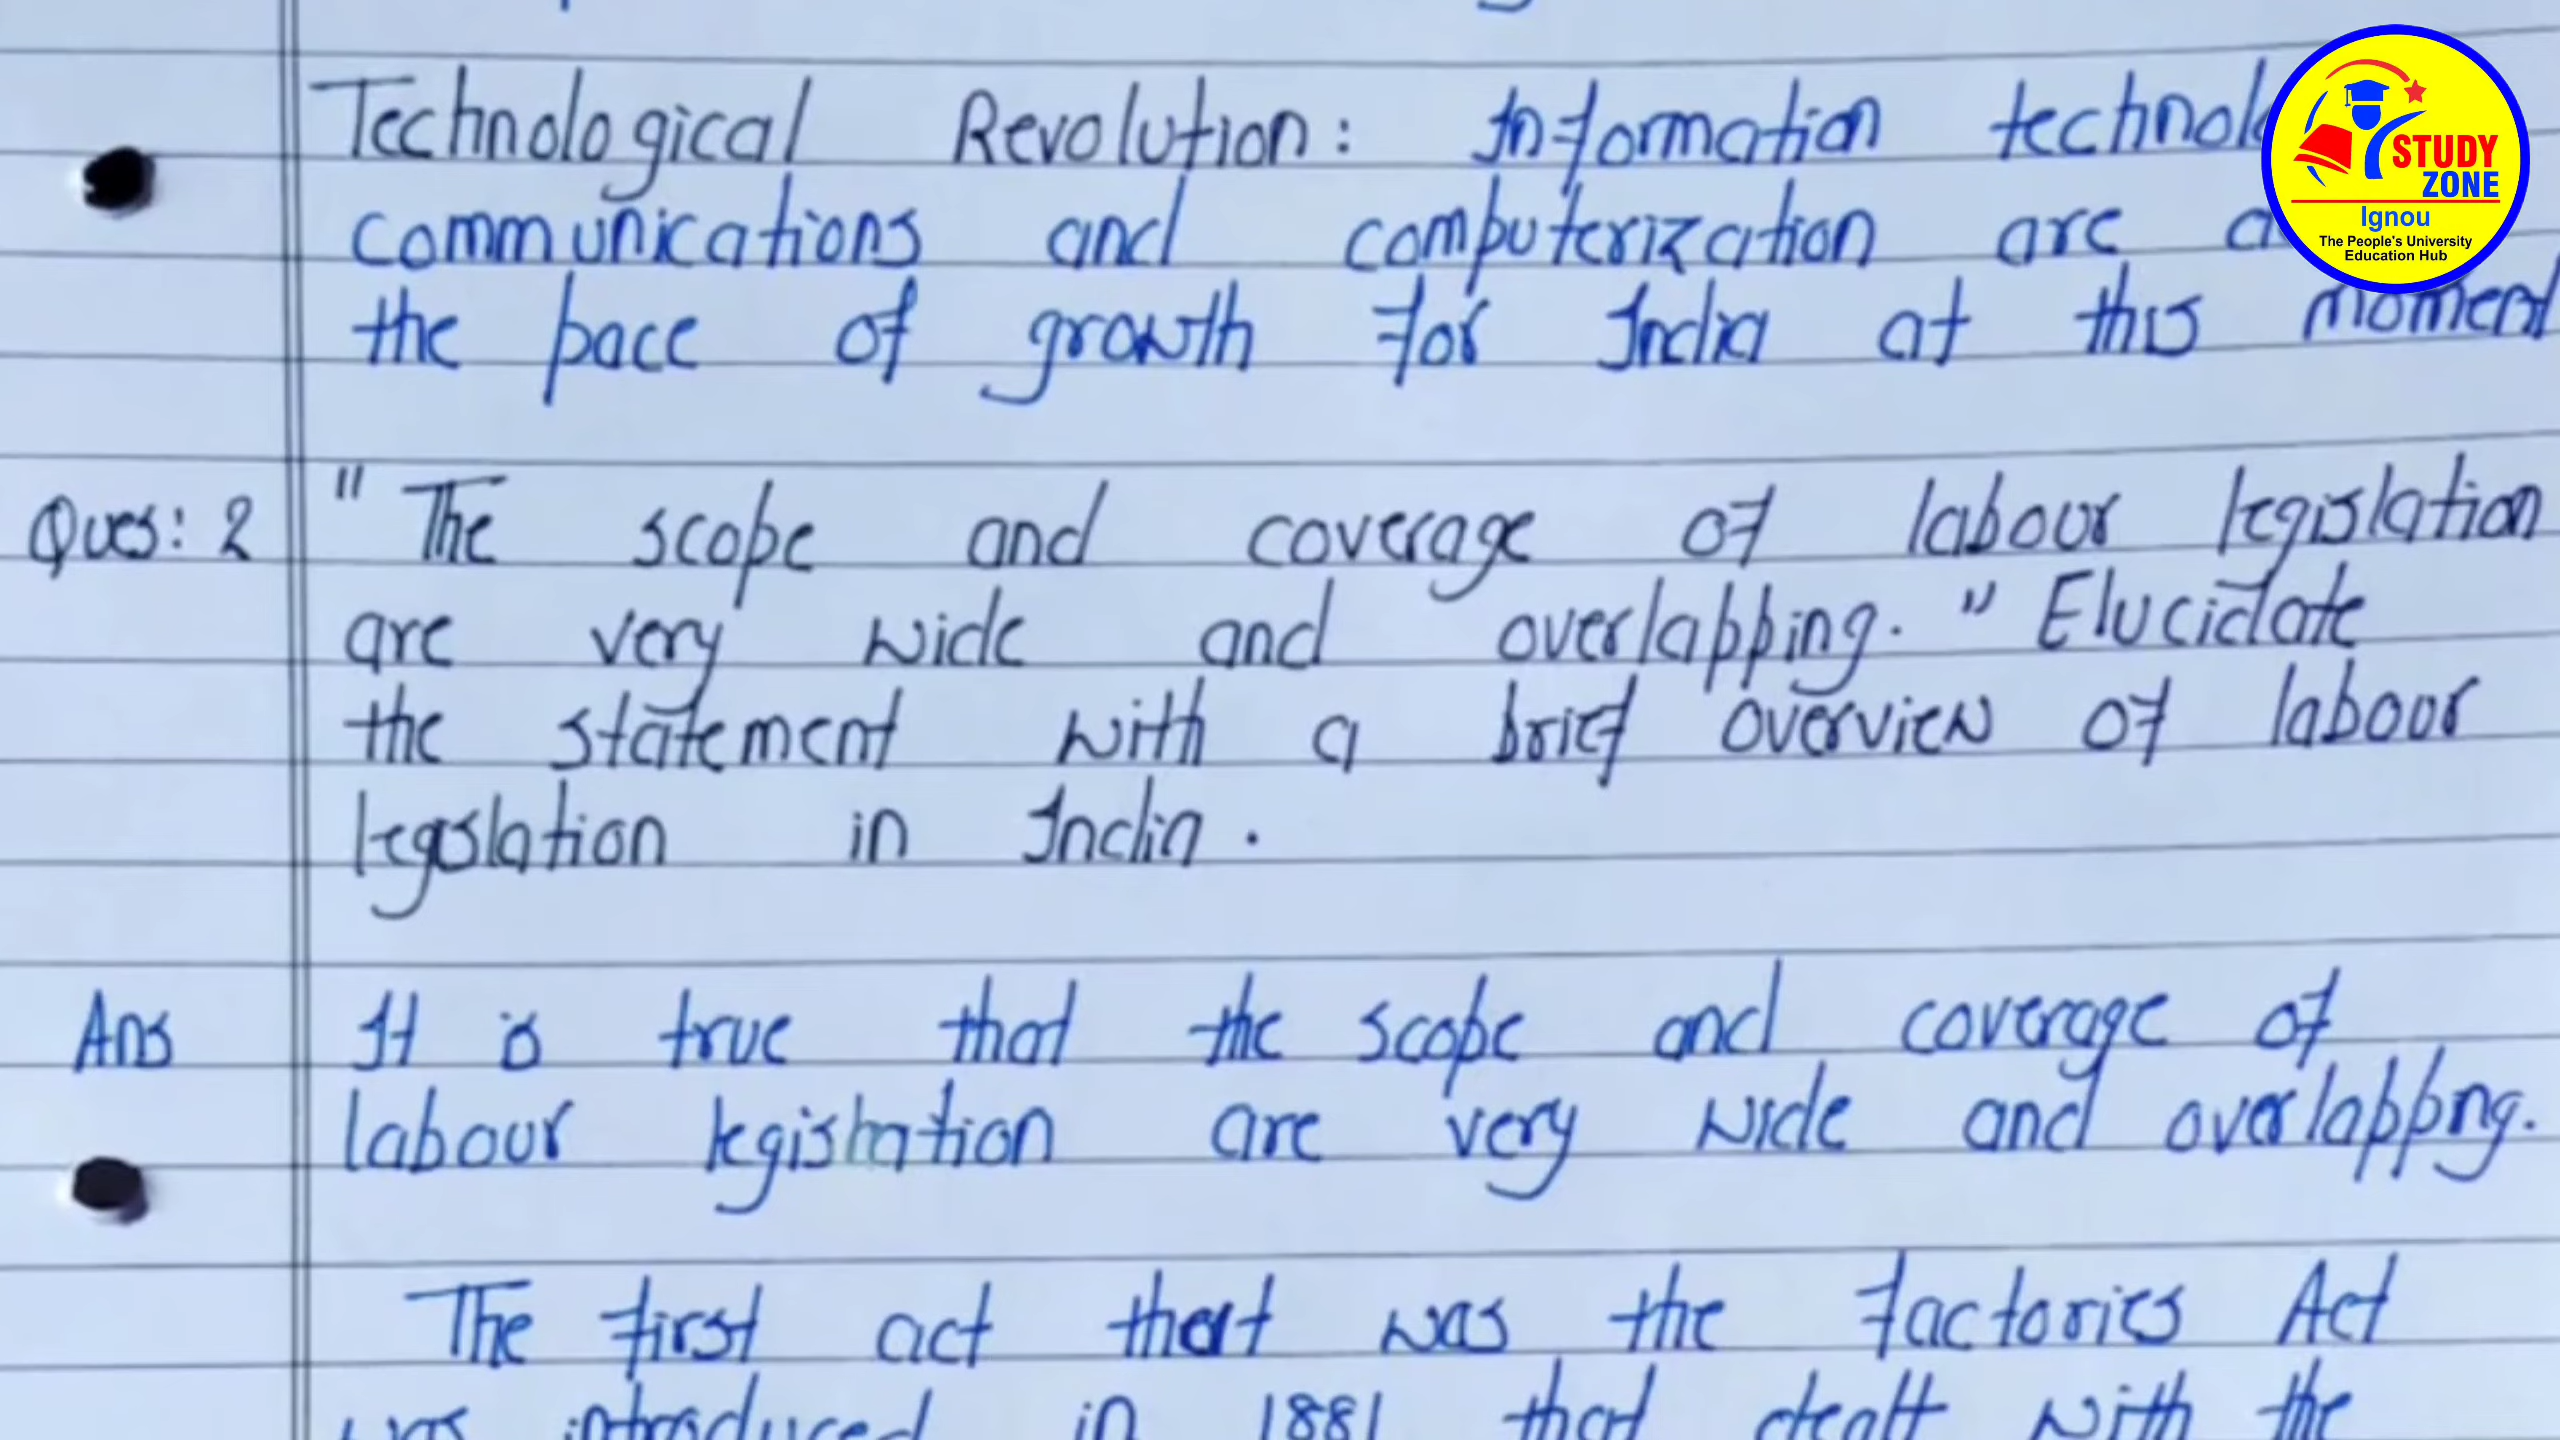 Technological Revolution: Information technol
communications and computerization are a
the pace of growth for India at this moment
Ques: 2 "The scope and coverage of labour legislation
are very wide and overlapping." Elucidate
the statement with a brief overview of labour
legislation in India.
Ans It is true that the scope and coverage of
labour legislation are very wide and overlapping.
The first act that was the factories Act
was introduced in 1881 that dealt with the
STUDY
ZONE
Ignou
The People's University
Education Hub